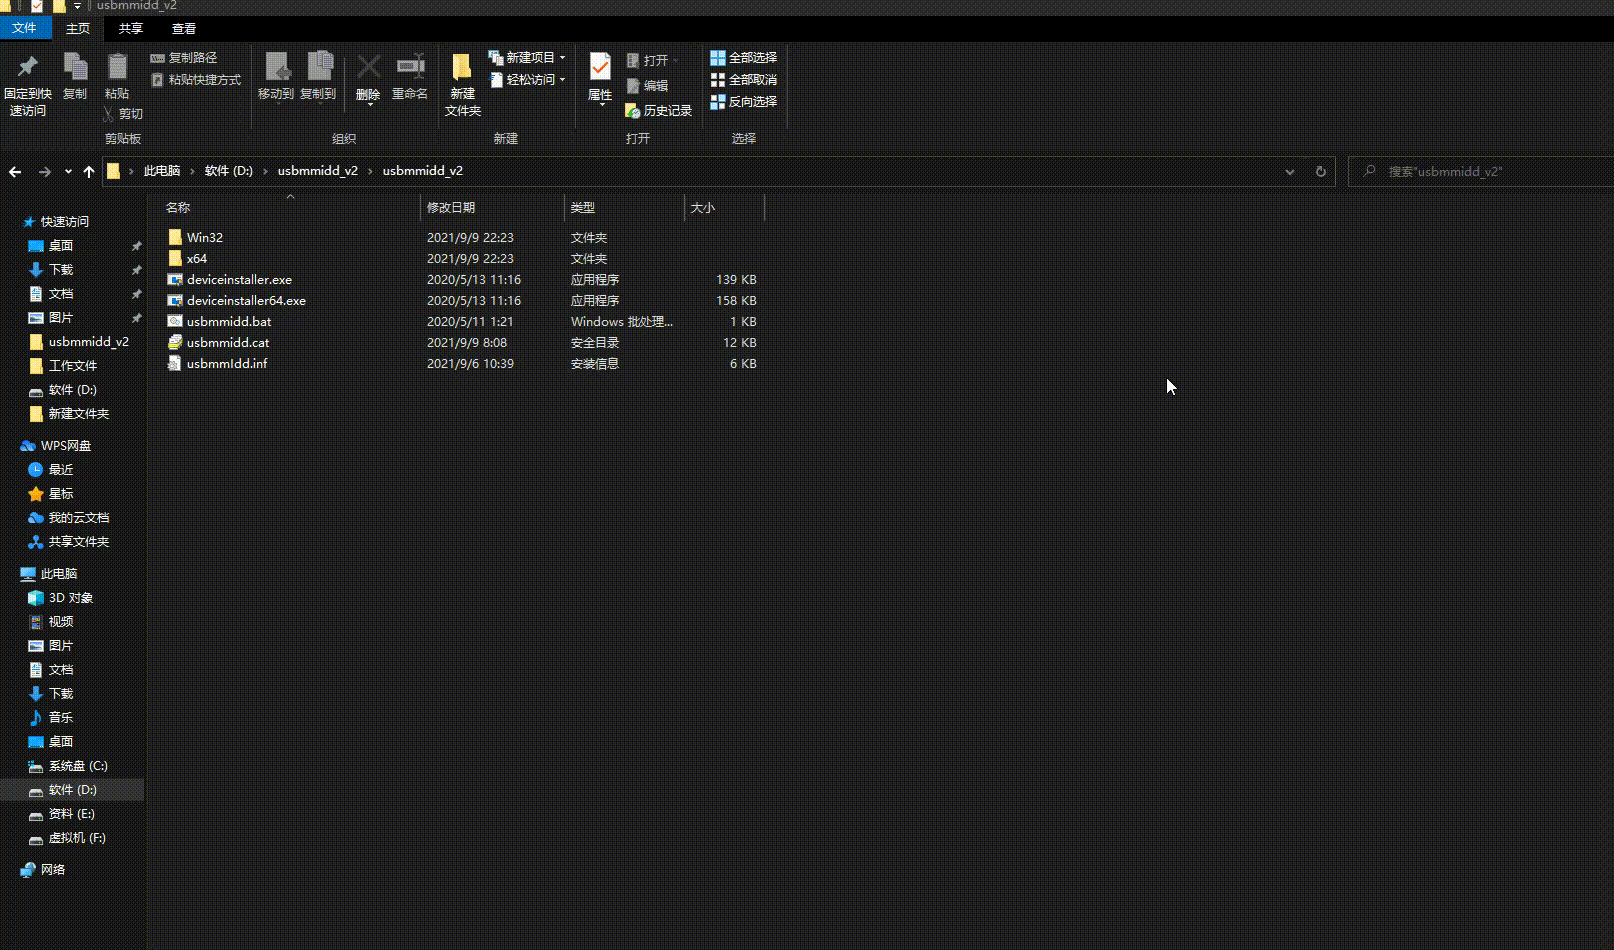 usbmmidd_v2
文件 主页 共享 查看
固定到快速访问
复制
粘贴
复制路径
粘贴快捷方式
剪切
移动到
复制到
删除
重命名
新建文件夹
新建项目
轻松访问
属性
打开
编辑
历史记录
全部选择
全部取消
反向选择
剪贴板 组织 新建 打开 选择
此电脑 › 软件 (D:) › usbmmidd_v2 › usbmmidd_v2
搜索"usbmmidd_v2"
名称 修改日期 类型 大小
Win32 2021/9/9 22:23 文件夹
x64 2021/9/9 22:23 文件夹
deviceinstaller.exe 2020/5/13 11:16 应用程序 139 KB
deviceinstaller64.exe 2020/5/13 11:16 应用程序 158 KB
usbmmidd.bat 2020/5/11 1:21 Windows 批处理... 1 KB
usbmmidd.cat 2021/9/9 8:08 安全目录 12 KB
usbmmIdd.inf 2021/9/6 10:39 安装信息 6 KB
快速访问
桌面
下载
文档
图片
usbmmidd_v2
工作文件
软件 (D:)
新建文件夹
WPS网盘
最近
星标
我的云文档
共享文件夹
此电脑
3D 对象
视频
图片
文档
下载
音乐
桌面
系统盘 (C:)
软件 (D:)
资料 (E:)
虚拟机 (F:)
网络